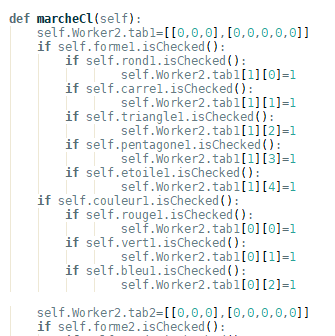 def marcheCl(self):
    self.Worker2.tab1=[[0,0,0],[0,0,0,0,0]]
    if self.forme1.isChecked():
        if self.rond1.isChecked():
                self.Worker2.tab1[1][0]=1
        if self.carre1.isChecked():
                self.Worker2.tab1[1][1]=1
        if self.triangle1.isChecked():
                self.Worker2.tab1[1][2]=1
        if self.pentagone1.isChecked():
                self.Worker2.tab1[1][3]=1
        if self.etoile1.isChecked():
                self.Worker2.tab1[1][4]=1
    if self.couleur1.isChecked():
        if self.rouge1.isChecked():
                self.Worker2.tab1[0][0]=1
        if self.vert1.isChecked():
                self.Worker2.tab1[0][1]=1
        if self.bleu1.isChecked():
                self.Worker2.tab1[0][2]=1
    self.Worker2.tab2=[[0,0,0],[0,0,0,0,0]]
    if self.forme2.isChecked():